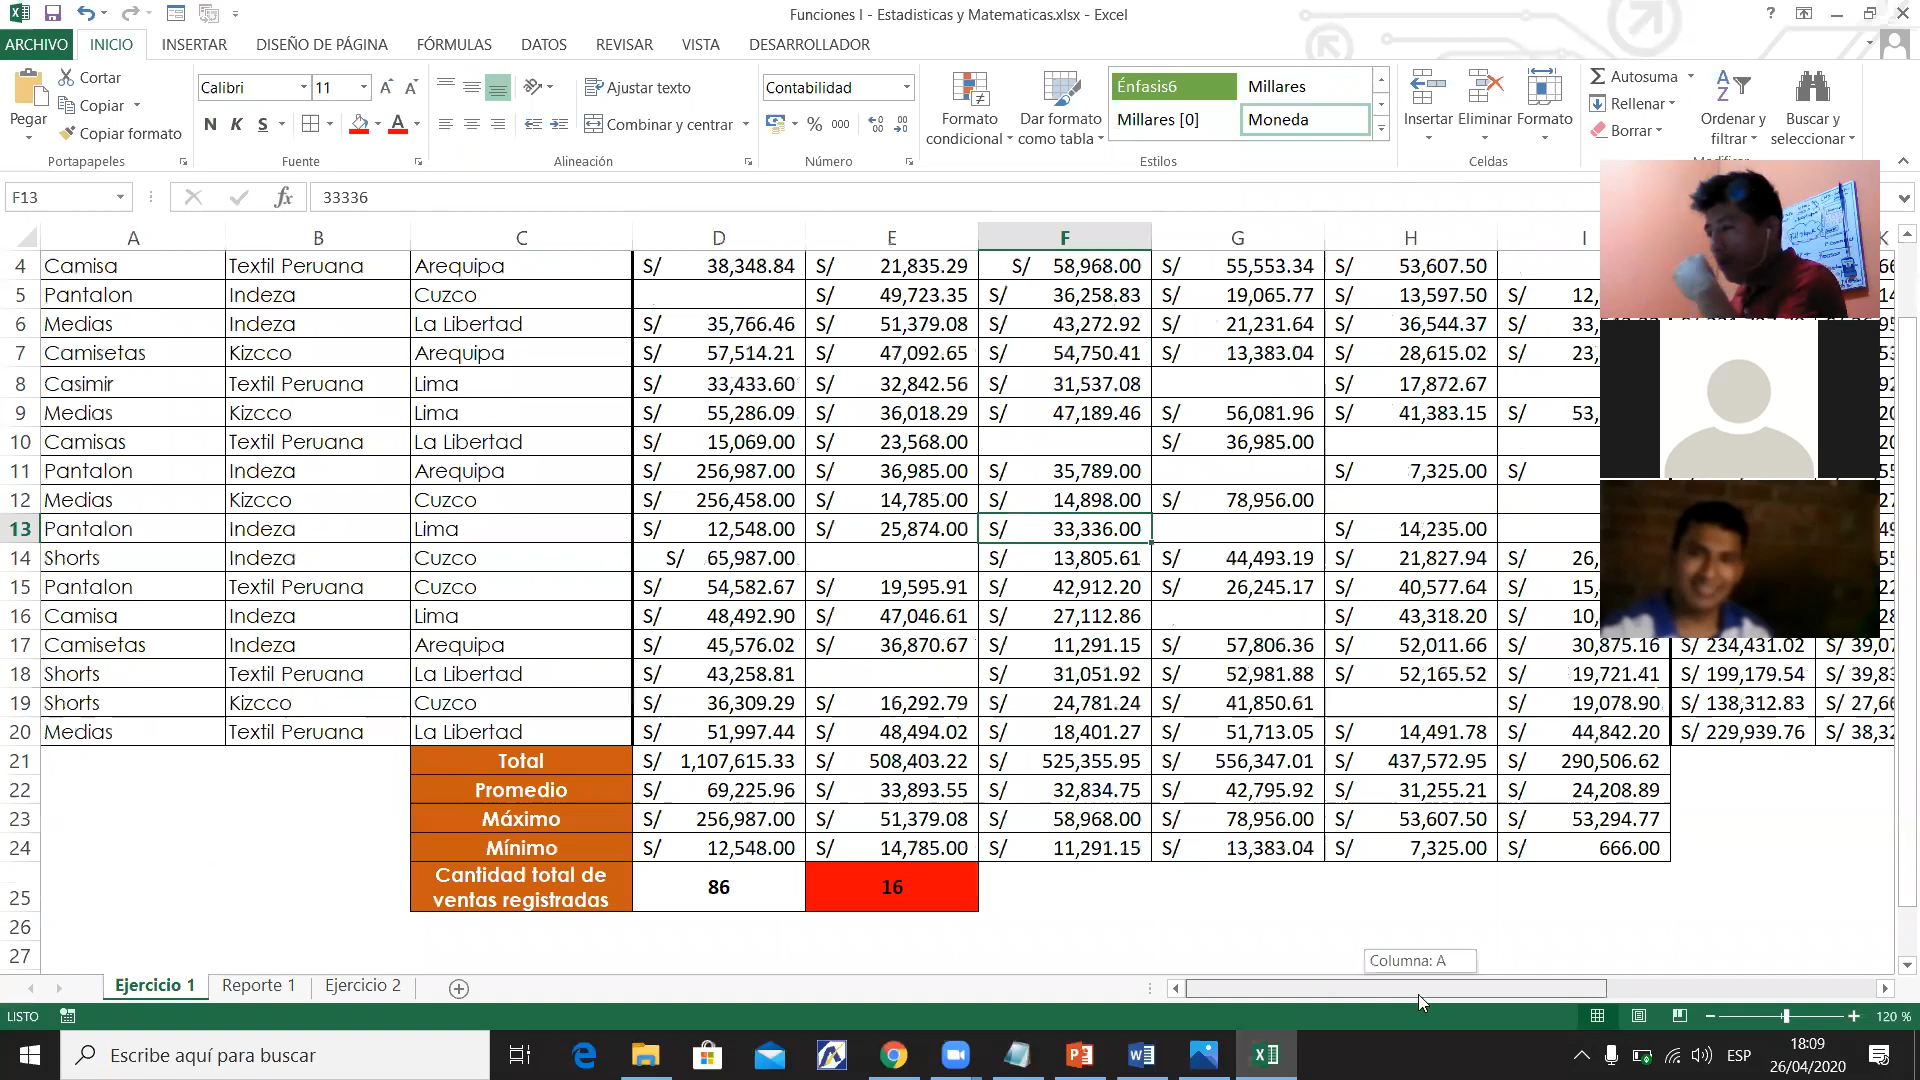 Funciones I - Estadisticas y Matematicas.xlsx - Excel
ARCHIVO INICIO INSERTAR DISEÑO DE PÁGINA FÓRMULAS DATOS REVISAR VISTA DESARROLLADOR
Pegar Cortar Copiar Copiar formato Portapapeles
Calibri 11 N K S Fuente
Ajustar texto Combinar y centrar Alineación
Contabilidad % 000 Número
Formato condicional Dar formato como tabla Énfasis6 Millares Millares [0] Moneda Estilos
Insertar Eliminar Formato Celdas
Autosuma Rellenar Borrar Ordenar y filtrar Buscar y seleccionar
F13 fx 33336
A B C D E F G H I K
4 Camisa Textil Peruana Arequipa S/ 38,348.84 S/ 21,835.29 S/ 58,968.00 S/ 55,553.34 S/ 53,607.50
5 Pantalon Indeza Cuzco S/ 49,723.35 S/ 36,258.83 S/ 19,065.77 S/ 13,597.50 S/ 12,
6 Medias Indeza La Libertad S/ 35,766.46 S/ 51,379.08 S/ 43,272.92 S/ 21,231.64 S/ 36,544.37 S/ 33,
7 Camisetas Kizcco Arequipa S/ 57,514.21 S/ 47,092.65 S/ 54,750.41 S/ 13,383.04 S/ 28,615.02 S/ 23,
8 Casimir Textil Peruana Lima S/ 33,433.60 S/ 32,842.56 S/ 31,537.08 S/ 17,872.67
9 Medias Kizcco Lima S/ 55,286.09 S/ 36,018.29 S/ 47,189.46 S/ 56,081.96 S/ 41,383.15 S/ 53,
10 Camisas Textil Peruana La Libertad S/ 15,069.00 S/ 23,568.00 S/ 36,985.00
11 Pantalon Indeza Arequipa S/ 256,987.00 S/ 36,985.00 S/ 35,789.00 S/ 7,325.00 S/
12 Medias Kizcco Cuzco S/ 256,458.00 S/ 14,785.00 S/ 14,898.00 S/ 78,956.00
13 Pantalon Indeza Lima S/ 12,548.00 S/ 25,874.00 S/ 33,336.00 S/ 14,235.00
14 Shorts Indeza Cuzco S/ 65,987.00 S/ 13,805.61 S/ 44,493.19 S/ 21,827.94 S/ 26,
15 Pantalon Textil Peruana Cuzco S/ 54,582.67 S/ 19,595.91 S/ 42,912.20 S/ 26,245.17 S/ 40,577.64 S/ 15,
16 Camisa Indeza Lima S/ 48,492.90 S/ 47,046.61 S/ 27,112.86 S/ 43,318.20 S/ 10,
17 Camisetas Indeza Arequipa S/ 45,576.02 S/ 36,870.67 S/ 11,291.15 S/ 57,806.36 S/ 52,011.66 S/ 30,875.16 S/ 234,431.02 S/ 39,07
18 Shorts Textil Peruana La Libertad S/ 43,258.81 S/ 31,051.92 S/ 52,981.88 S/ 52,165.52 S/ 19,721.41 S/ 199,179.54 S/ 39,83
19 Shorts Kizcco Cuzco S/ 36,309.29 S/ 16,292.79 S/ 24,781.24 S/ 41,850.61 S/ 19,078.90 S/ 138,312.83 S/ 27,66
20 Medias Textil Peruana La Libertad S/ 51,997.44 S/ 48,494.02 S/ 18,401.27 S/ 51,713.05 S/ 14,491.78 S/ 44,842.20 S/ 229,939.76 S/ 38,32
21 Total S/ 1,107,615.33 S/ 508,403.22 S/ 525,355.95 S/ 556,347.01 S/ 437,572.95 S/ 290,506.62
22 Promedio S/ 69,225.96 S/ 33,893.55 S/ 32,834.75 S/ 42,795.92 S/ 31,255.21 S/ 24,208.89
23 Máximo S/ 256,987.00 S/ 51,379.08 S/ 58,968.00 S/ 78,956.00 S/ 53,607.50 S/ 53,294.77
24 Mínimo S/ 12,548.00 S/ 14,785.00 S/ 11,291.15 S/ 13,383.04 S/ 7,325.00 S/ 666.00
25 Cantidad total de ventas registradas 86 16
26
27
Columna: A
Ejercicio 1 Reporte 1 Ejercicio 2
LISTO 120 %
Escribe aquí para buscar ESP 18:09
26/04/2020